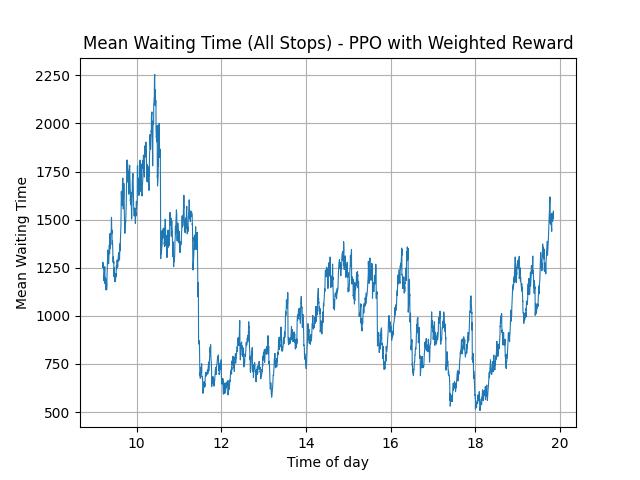 Mean Waiting Time (All Stops) - PPO with Weighted Reward
2250
2000
1750
1500
1250
1000
750
500
Mean Waiting Time
10 12 14 16 18 20
Time of day